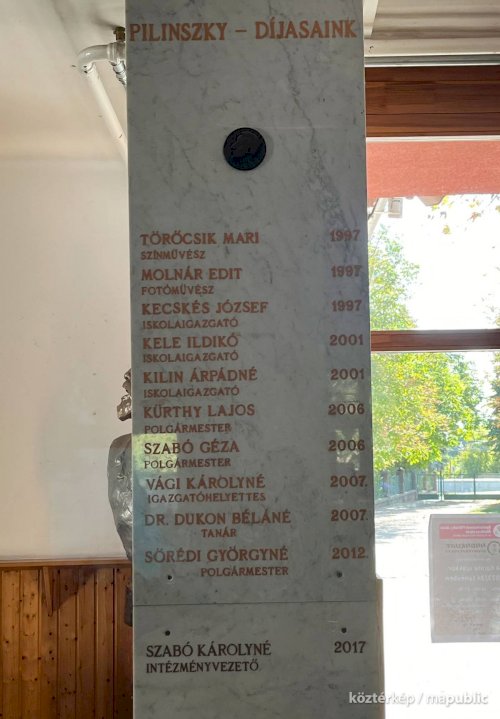 PILINSZKY – DÍJASAINK
TÖRŐCSIK MARI 1997
SZÍNMŰVÉSZ
MOLNÁR EDIT 1997
FOTÓMŰVÉSZ
KECSKÉS JÓZSEF 1997
ISKOLAIGAZGATÓ
KELE ILDIKÓ 2001
ISKOLAIGAZGATÓ
KILIN ÁRPÁDNÉ 2001
ISKOLAIGAZGATÓ
KÜRTHY LAJOS 2006
POLGÁRMESTER
SZABÓ GÉZA 2006
POLGÁRMESTER
VÁGI KÁROLYNÉ 2007.
IGAZGATÓHELYETTES
DR. DUKON BÉLÁNÉ 2007.
TANÁR
SÖRÉDI GYÖRGYNÉ 2012.
POLGÁRMESTER
SZABÓ KÁROLYNÉ 2017
INTÉZMÉNYVEZETŐ
köztérkép / mapublic